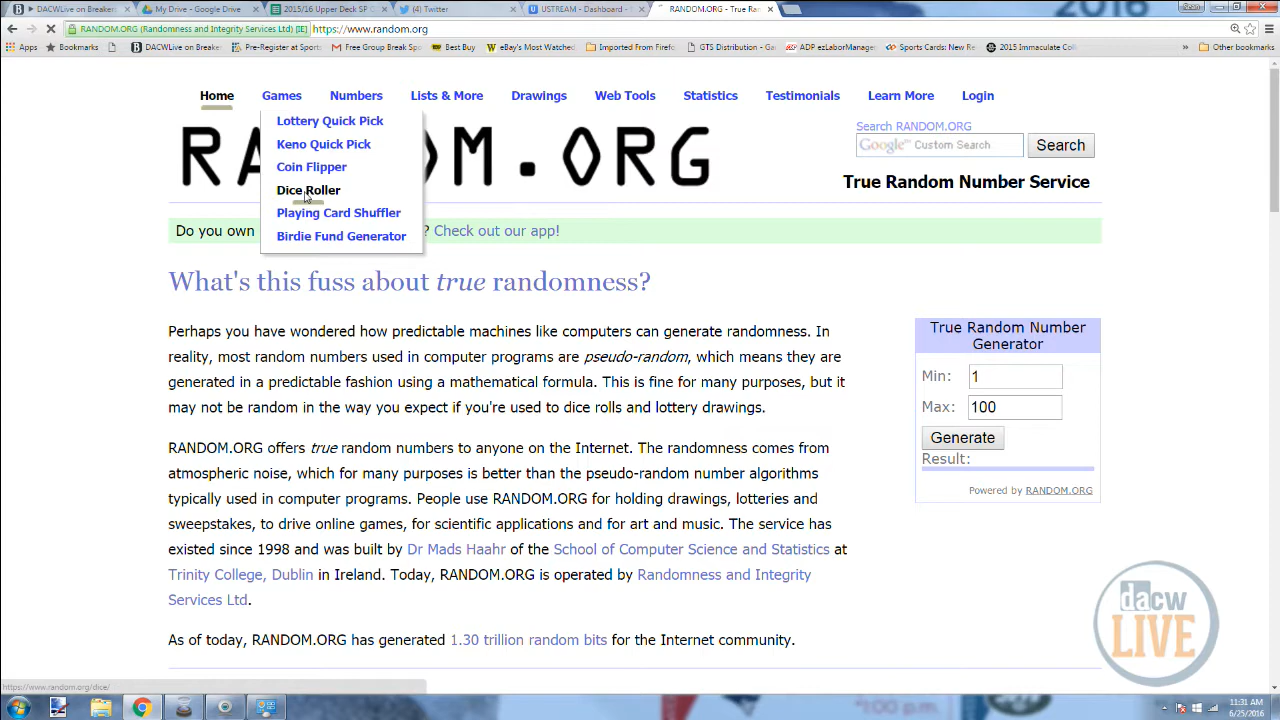 DACWLive on Breaker
My Drive - Google Drive
2015/16 Upper Deck SP G
(4) Twitter
USTREAM - Dashboard - S
RANDOM.ORG - True Ran
Sean
2016
RANDOM.ORG (Randomness and Integrity Services Ltd) [IE]
https://www.random.org
Apps
Bookmarks
DACWLive on Breake
Pre-Register at Sports
Free Group Break Sp
Best Buy
eBay's Most Watched
Imported From Firefo
GTS Distribution - Ga
ADP ezLaborManager
Sports Cards: New Re
2015 Immaculate Col
»
Other bookmarks
Home
Games
Numbers
Lists & More
Drawings
Web Tools
Statistics
Testimonials
Learn More
Login
Lottery Quick Pick
Keno Quick Pick
Coin Flipper
Dice Roller
Playing Card Shuffler
Birdie Fund Generator
RANDOM.ORG
Search RANDOM.ORG
Google™ Custom Search
Search
True Random Number Service
Do you own
? Check out our app!
What's this fuss about true randomness?
Perhaps you have wondered how predictable machines like computers can generate randomness. In
reality, most random numbers used in computer programs are pseudo-random, which means they are
generated in a predictable fashion using a mathematical formula. This is fine for many purposes, but it
may not be random in the way you expect if you're used to dice rolls and lottery drawings.
RANDOM.ORG offers true random numbers to anyone on the Internet. The randomness comes from
atmospheric noise, which for many purposes is better than the pseudo-random number algorithms
typically used in computer programs. People use RANDOM.ORG for holding drawings, lotteries and
sweepstakes, to drive online games, for scientific applications and for art and music. The service has
existed since 1998 and was built by Dr Mads Haahr of the School of Computer Science and Statistics at
Trinity College, Dublin in Ireland. Today, RANDOM.ORG is operated by Randomness and Integrity
Services Ltd.
As of today, RANDOM.ORG has generated 1.30 trillion random bits for the Internet community.
True Random Number
Generator
Min: 1
Max: 100
Generate
Result:
Powered by RANDOM.ORG
dacw
LIVE
https://www.random.org/dice/
*1:00 p.m.
11:31 AM
6/25/2016